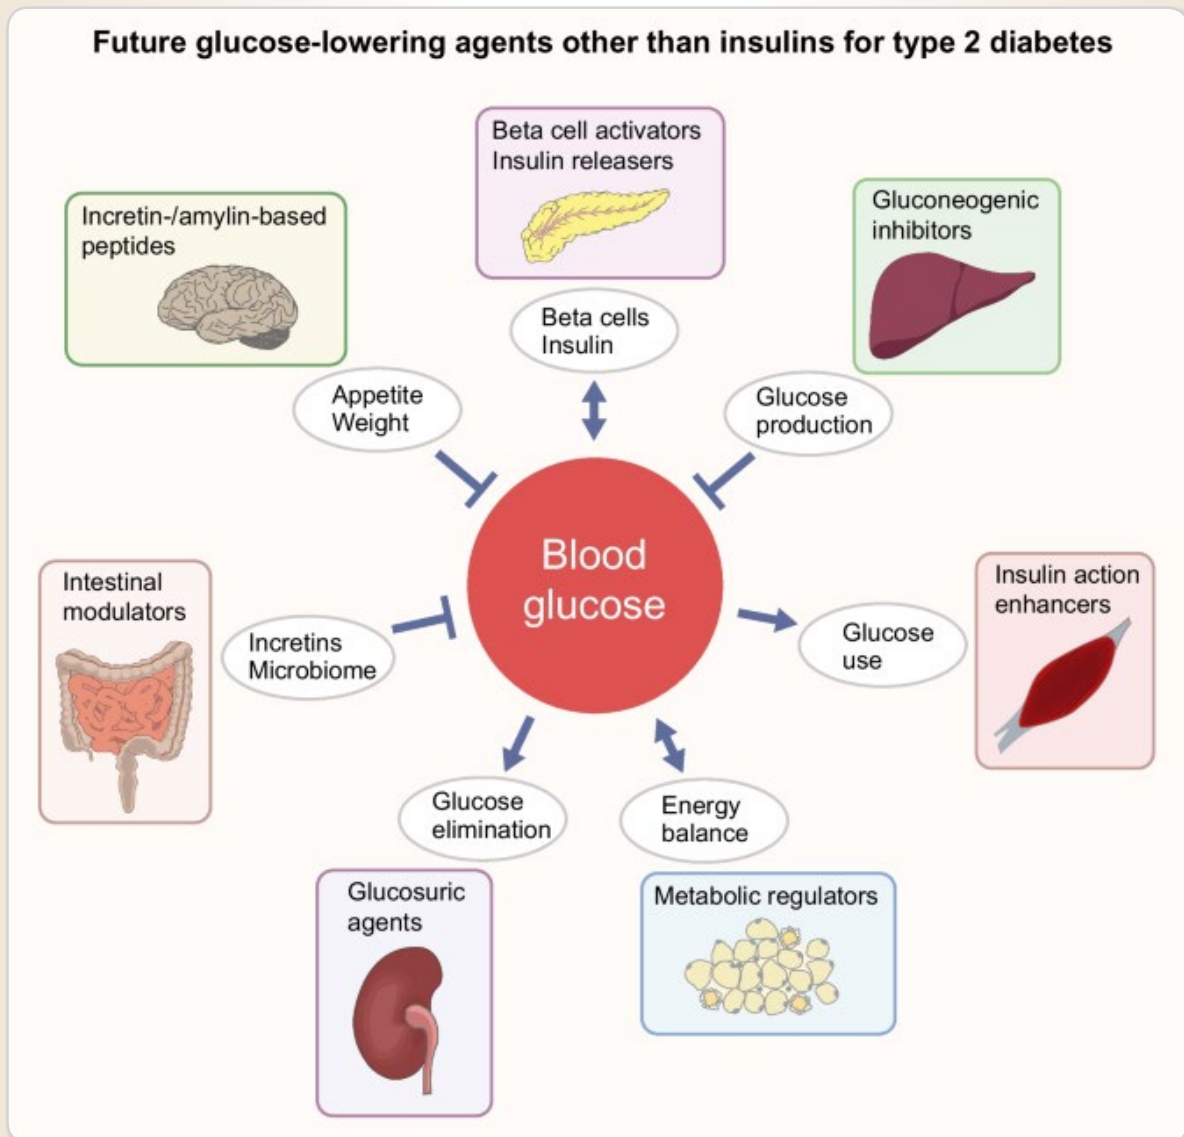 Future glucose-lowering agents other than insulins for type 2 diabetes
Beta cell activators
Insulin releasers
Incretin-/amylin-based
peptides
Gluconeogenic
inhibitors
Beta cells
Insulin
Appetite
Weight
Glucose
production
Blood
glucose
Intestinal
modulators
Incretins
Microbiome
Glucose
use
Insulin action
enhancers
Glucose
elimination
Energy
balance
Glucosuric
agents
Metabolic regulators